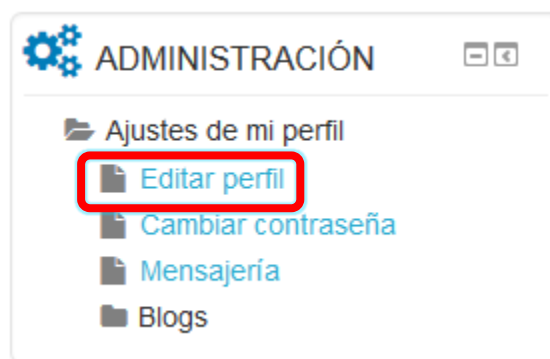 ADMINISTRACIÓN
Ajustes de mi perfil
Editar perfil
Cambiar contraseña
Mensajería
Blogs